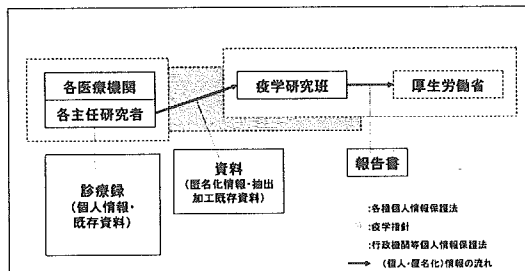 各医療機関
各主任研究者
疫学研究班
厚生労働省
診療録
(個人情報・
既存資料)
資料
(匿名化情報・抽出
加工既存資料)
報告書
:各種個人情報保護法
:疫学指針
:行政機関等個人情報保護法
(個人・匿名化)情報の流れ